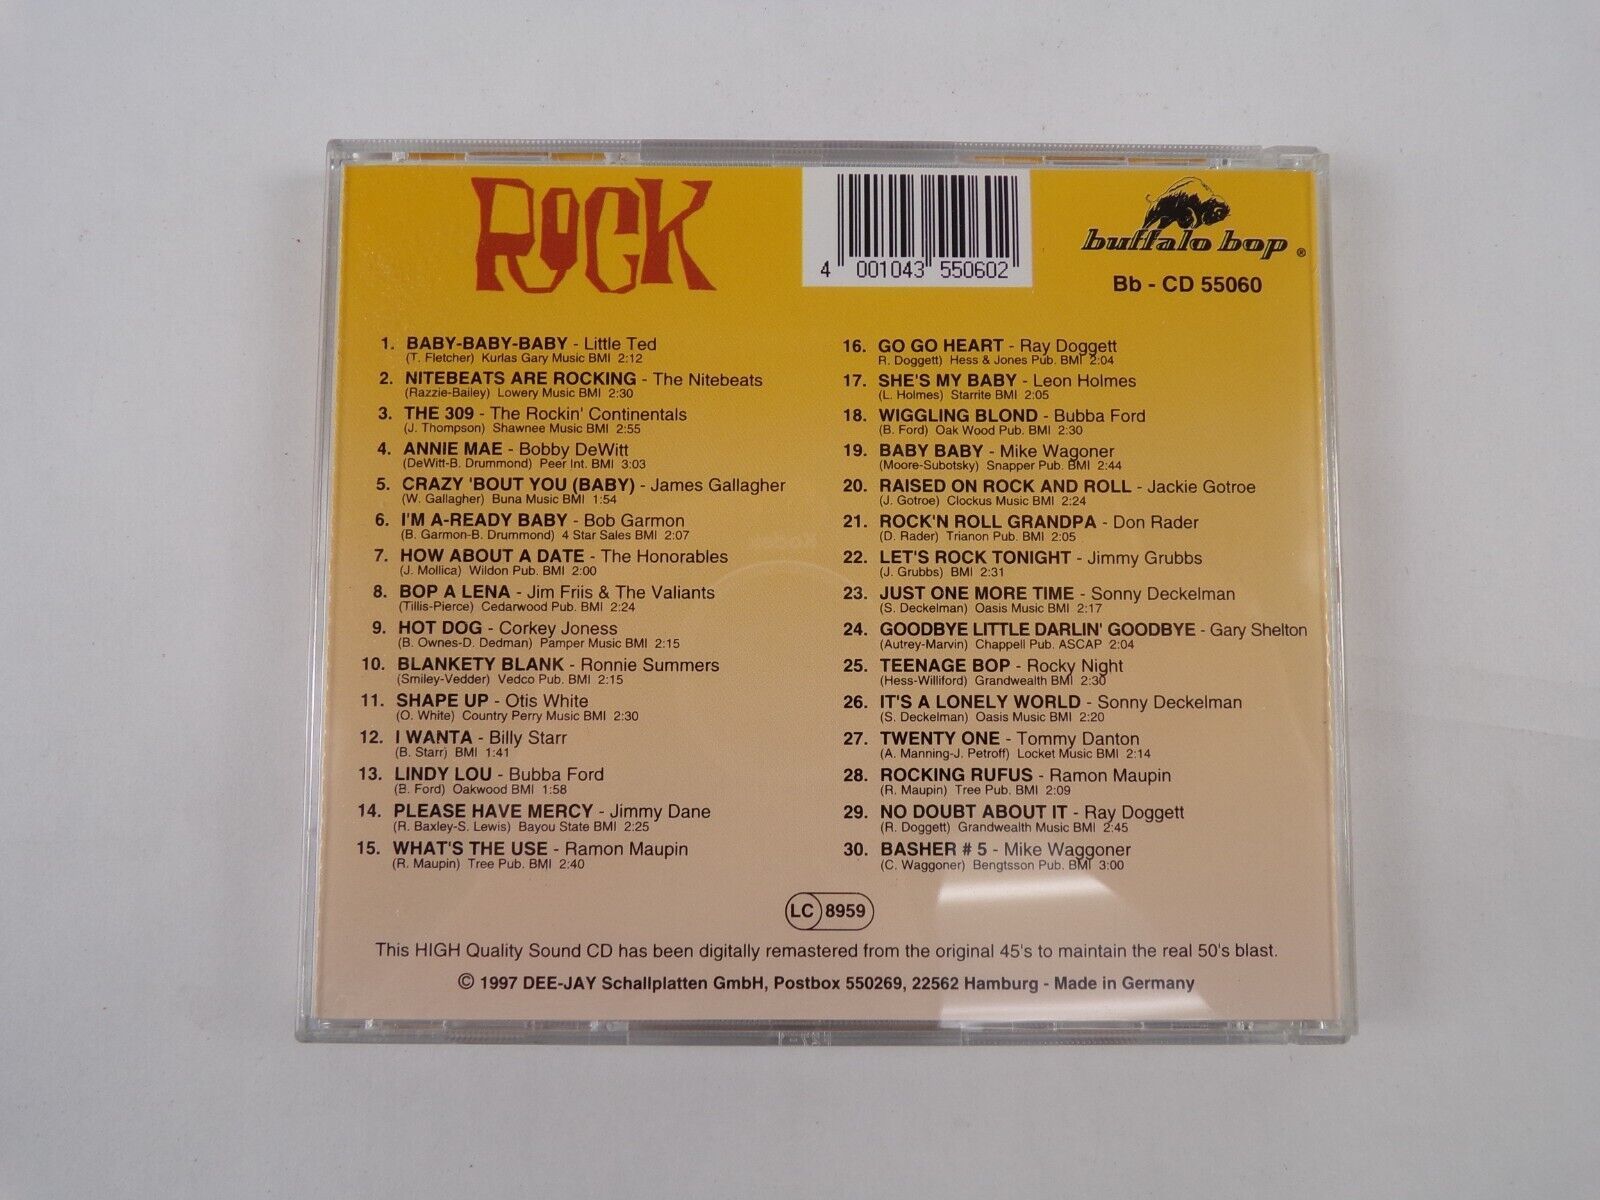 ROCK
4 001043 550602
buffalo bop ®
Bb - CD 55060
1. BABY-BABY-BABY - Little Ted
(T. Fletcher) Kurlas Gary Music BMI 2:12
2. NITEBEATS ARE ROCKING - The Nitebeats
(Razzie-Bailey) Lowery Music BMI 2:30
3. THE 309 - The Rockin' Continentals
(J. Thompson) Shawnee Music BMI 2:55
4. ANNIE MAE - Bobby DeWitt
(DeWitt-B. Drummond) Peer Int. BMI 3:03
5. CRAZY 'BOUT YOU (BABY) - James Gallagher
(W. Gallagher) Buna Music BMI 1:54
6. I'M A-READY BABY - Bob Garmon
(B. Garmon-B. Drummond) 4 Star Sales BMI 2:07
7. HOW ABOUT A DATE - The Honorables
(J. Mollica) Wildon Pub. BMI 2:00
8. BOP A LENA - Jim Friis & The Valiants
(Tillis-Pierce) Cedarwood Pub. BMI 2:24
9. HOT DOG - Corkey Joness
(B. Ownes-D. Dedman) Pamper Music BMI 2:15
10. BLANKETY BLANK - Ronnie Summers
(Smiley-Vedder) Vedco Pub. BMI 2:15
11. SHAPE UP - Otis White
(O. White) Country Perry Music BMI 2:30
12. I WANTA - Billy Starr
(B. Starr) BMI 1:41
13. LINDY LOU - Bubba Ford
(B. Ford) Oakwood BMI 1:58
14. PLEASE HAVE MERCY - Jimmy Dane
(R. Baxley-S. Lewis) Bayou State BMI 2:25
15. WHAT'S THE USE - Ramon Maupin
(R. Maupin) Tree Pub. BMI 2:40
16. GO GO HEART - Ray Doggett
R. Doggett) Hess & Jones Pub. BMI 2:04
17. SHE'S MY BABY - Leon Holmes
(L. Holmes) Starrite BMI 2:05
18. WIGGLING BLOND - Bubba Ford
(B. Ford) Oak Wood Pub. BMI 2:30
19. BABY BABY - Mike Wagoner
(Moore-Subotsky) Snapper Pub. BMI 2:44
20. RAISED ON ROCK AND ROLL - Jackie Gotroe
(J. Gotroe) Clockus Music BMI 2:24
21. ROCK'N ROLL GRANDPA - Don Rader
(D. Rader) Trianon Pub. BMI 2:05
22. LET'S ROCK TONIGHT - Jimmy Grubbs
(J. Grubbs) BMI 2:31
23. JUST ONE MORE TIME - Sonny Deckelman
(S. Deckelman) Oasis Music BMI 2:17
24. GOODBYE LITTLE DARLIN' GOODBYE - Gary Shelton
(Autrey-Marvin) Chappell Pub. ASCAP 2:04
25. TEENAGE BOP - Rocky Night
(Hess-Williford) Grandwealth BMI 2:30
26. IT'S A LONELY WORLD - Sonny Deckelman
(S. Deckelman) Oasis Music BMI 2:20
27. TWENTY ONE - Tommy Danton
(A. Manning-J. Petroff) Locket Music BMI 2:14
28. ROCKING RUFUS - Ramon Maupin
(R. Maupin) Tree Pub. BMI 2:09
29. NO DOUBT ABOUT IT - Ray Doggett
(R. Doggett) Grandwealth Music BMI 2:45
30. BASHER # 5 - Mike Waggoner
(C. Waggoner) Bengtsson Pub. BMI 3:00
LC 8959
This HIGH Quality Sound CD has been digitally remastered from the original 45's to maintain the real 50's blast.
© 1997 DEE-JAY Schallplatten GmbH, Postbox 550269, 22562 Hamburg - Made in Germany